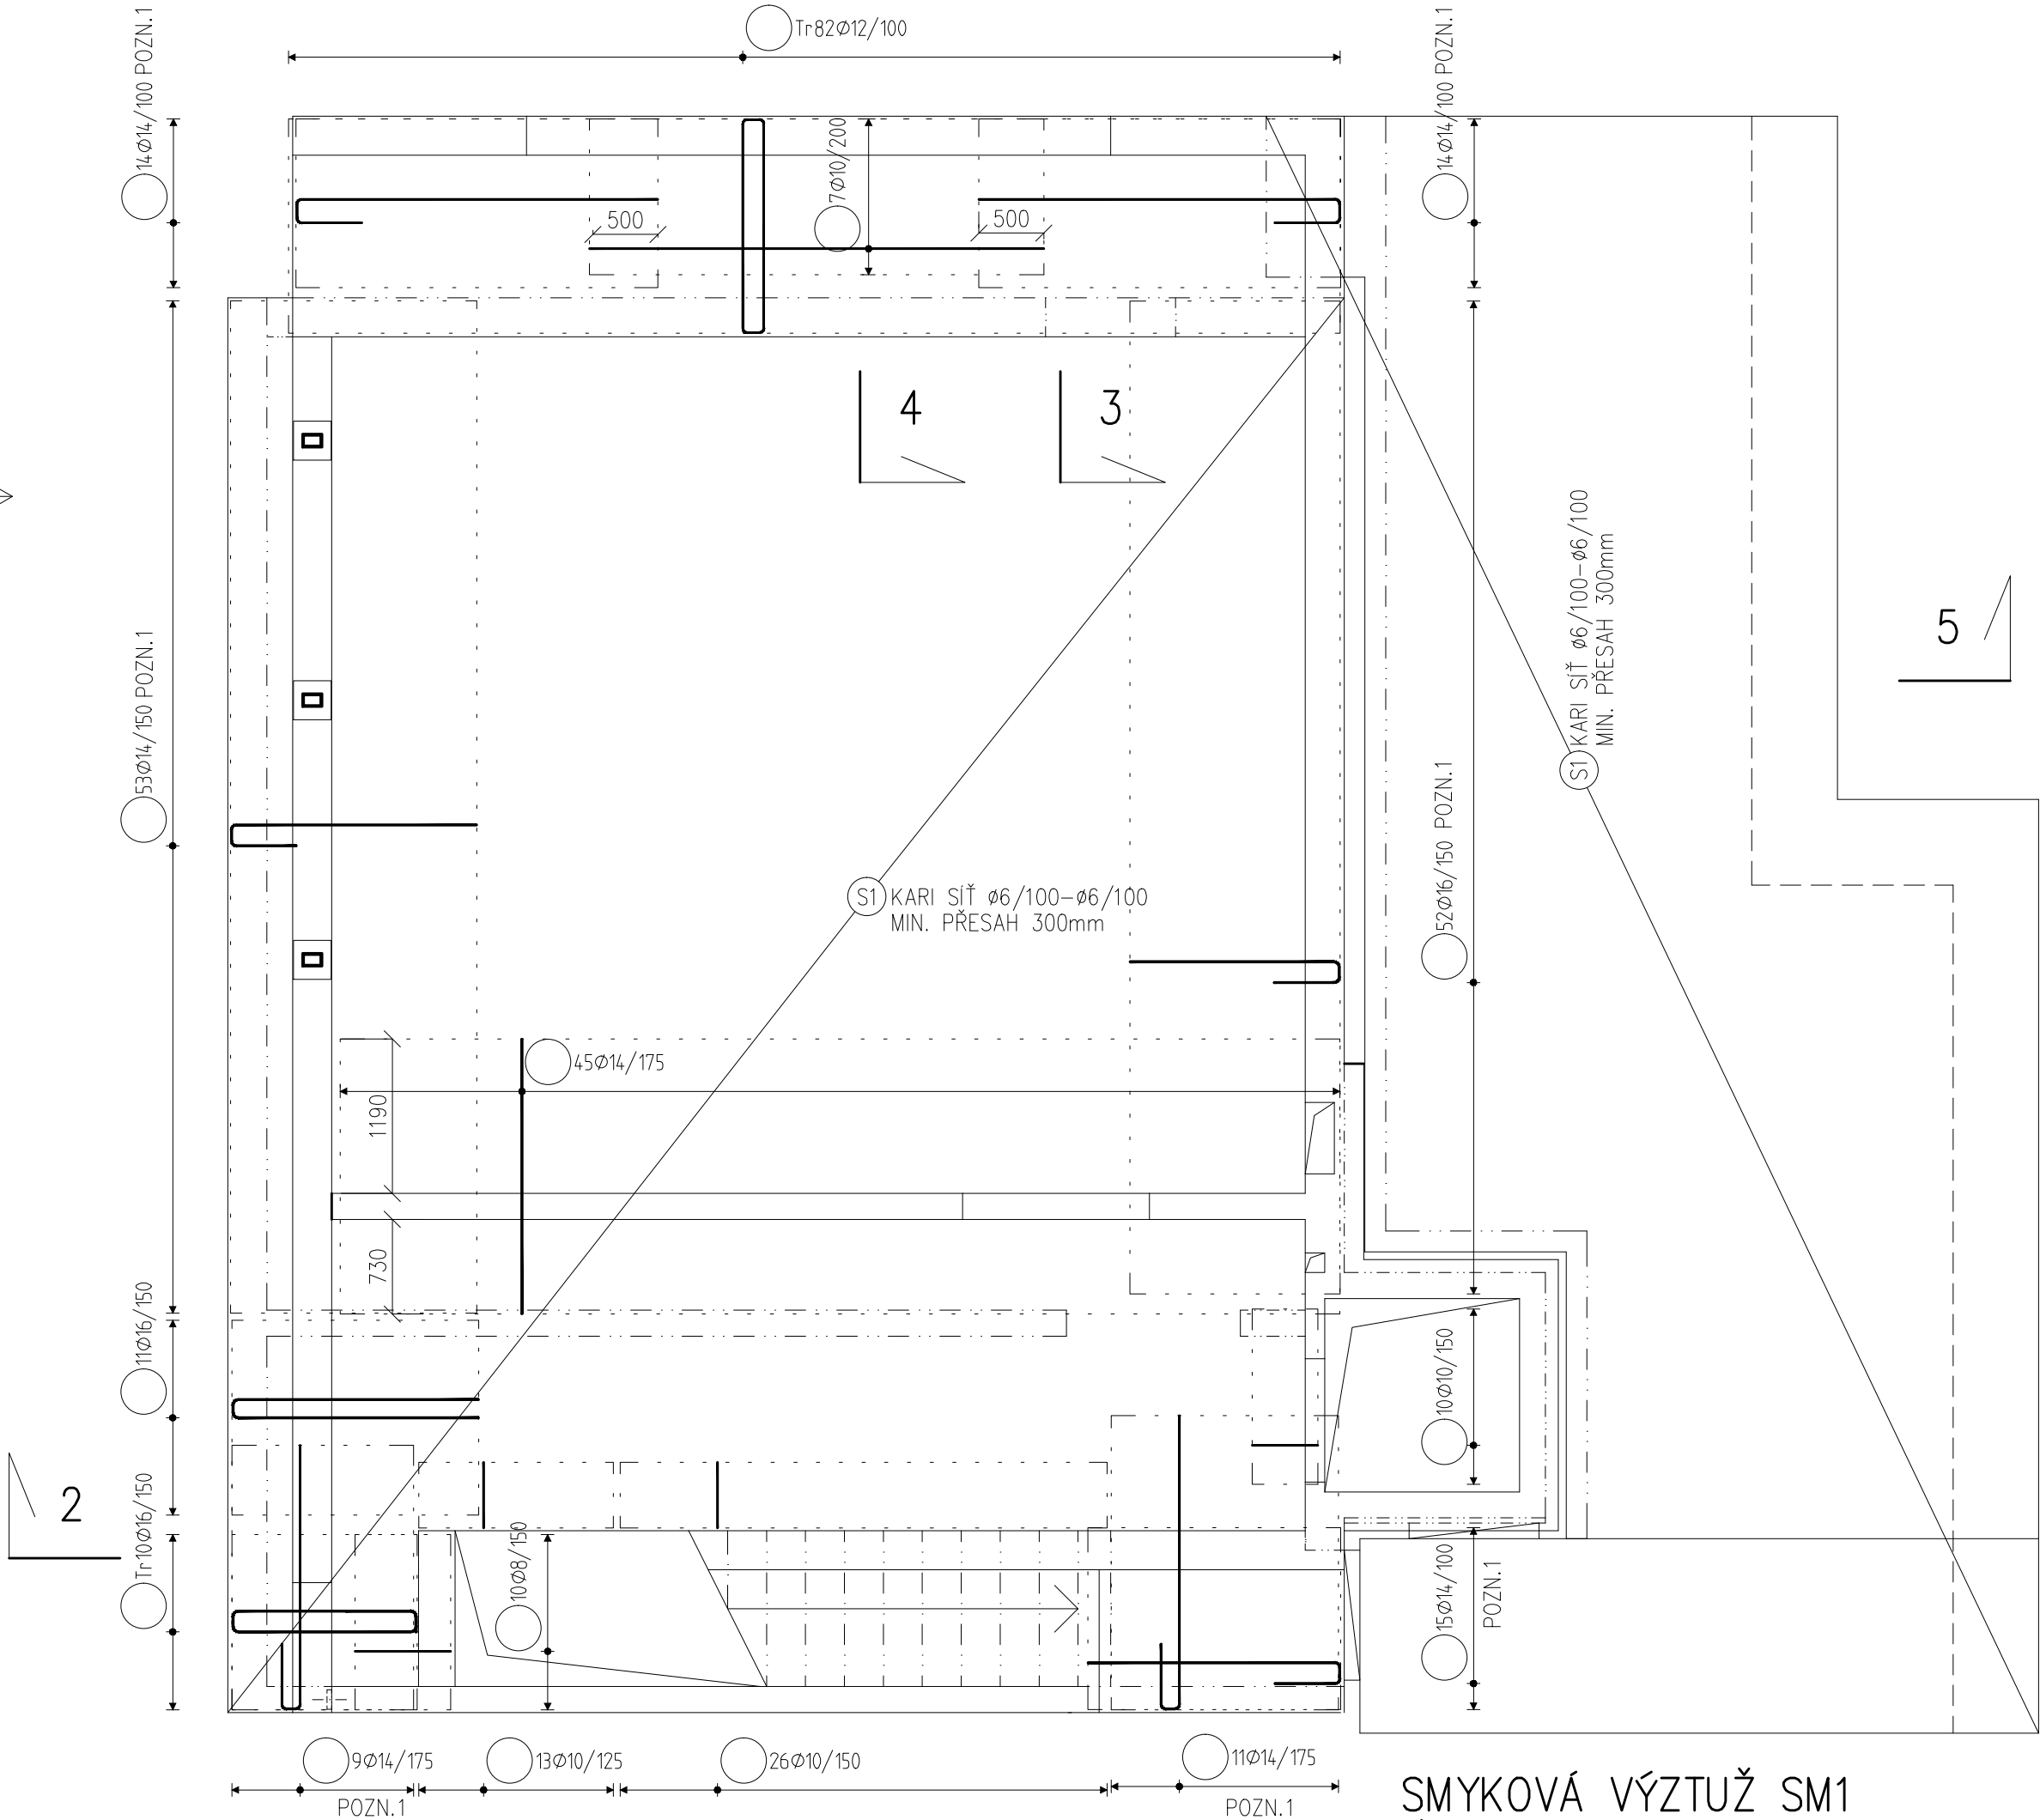 Tr82Ø12/100
14Ø14/100 POZN.1
14Ø14/100 POZN.1
7Ø10/200
500
500
4
3
5
KARI SÍŤ ø6/100–ø6/100
MIN. PŘESAH 300mm
S1
53Ø14/150 POZN.1
52Ø16/150 POZN.1
S1 KARI SÍŤ ø6/100–ø6/100
MIN. PŘESAH 300mm
45Ø14/175
1190
730
11Ø16/150
10Ø10/150
2
Tr10Ø16/150
10Ø8/150
15Ø14/100
POZN.1
9Ø14/175
POZN.1
13Ø10/125
26Ø10/150
11Ø14/175
POZN.1
SMYKOVÁ VÝZTUŽ SM1